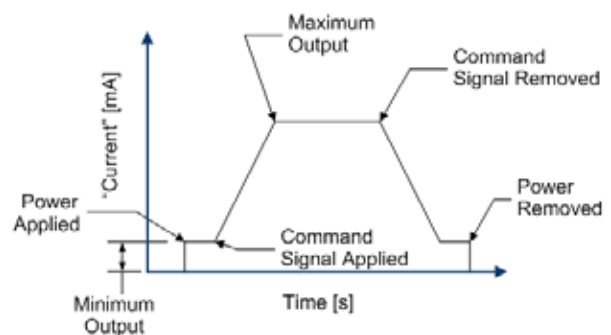 Maximum
Output
Command
Signal Removed
"Current" [mA]
Power
Applied
Power
Removed
Command
Signal Applied
Minimum
Output
Time [s]